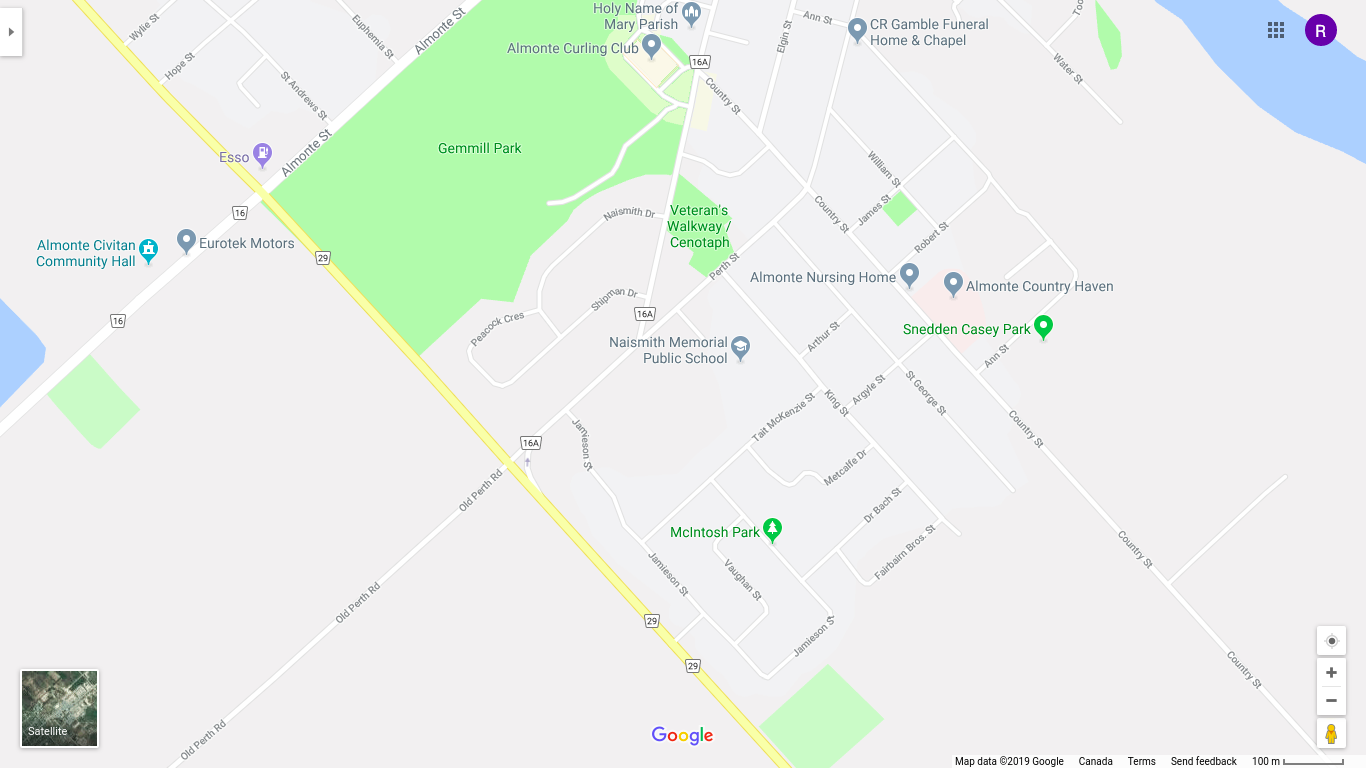 Wylie St
Euphemia St
Almonte St
Holy Name of
Mary Parish
Elgin St
Ann St
CR Gamble Funeral
Home & Chapel
R
Almonte Curling Club
Hope St
St Andrews St
16A
Water St
Country St
Esso
Almonte St
Gemmill Park
William St
James St
16
Naismith Dr
Veteran's
Walkway /
Cenotaph
Country St
Robert St
Almonte Civitan
Community Hall
Eurotek Motors
29
Perth St
Almonte Nursing Home
Almonte Country Haven
Shipman Dr
16
Peacock Cres
16A
Naismith Memorial
Public School
Arthur St
Snedden Casey Park
Ann St
Argyle St
St George St
Tait McKenzie St
King St
Country St
Jamieson St
16A
Metcalfe Dr
Old Perth Rd
Dr Bach St
McIntosh Park
Fairbairn Bros. St
Country St
Jamieson St
Vaughan St
Old Perth Rd
29
Jamieson St
29
Country St
Old Perth Rd
Satellite
Google
Map data ©2019 Google
Canada
Terms
Send feedback
100 m